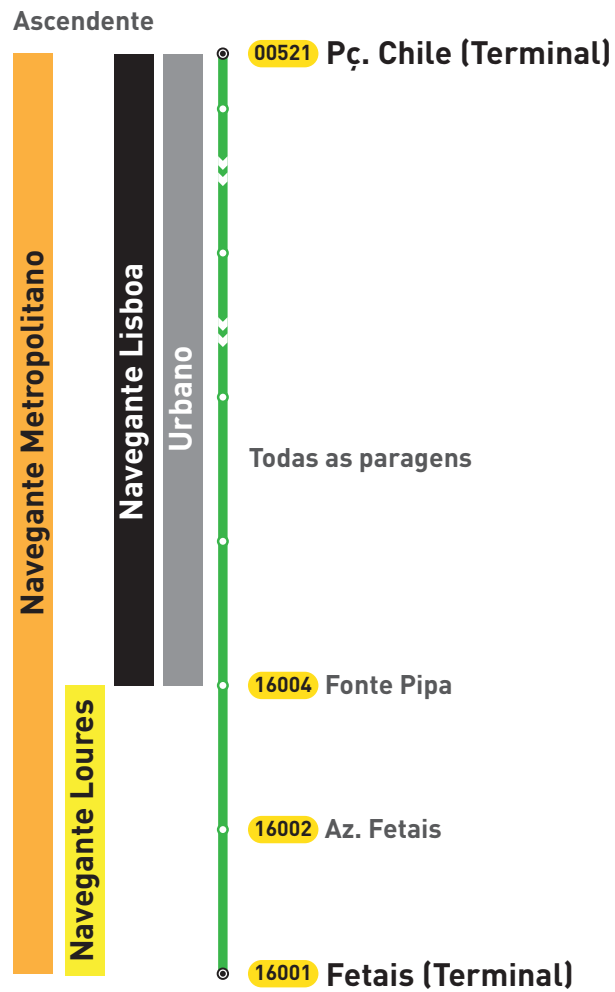 Ascendente
00521 Pç. Chile (Terminal)
Navegante Metropolitano
Navegante Lisboa
Urbano
Todas as paragens
16004 Fonte Pipa
Navegante Loures
16002 Az. Fetais
16001 Fetais (Terminal)